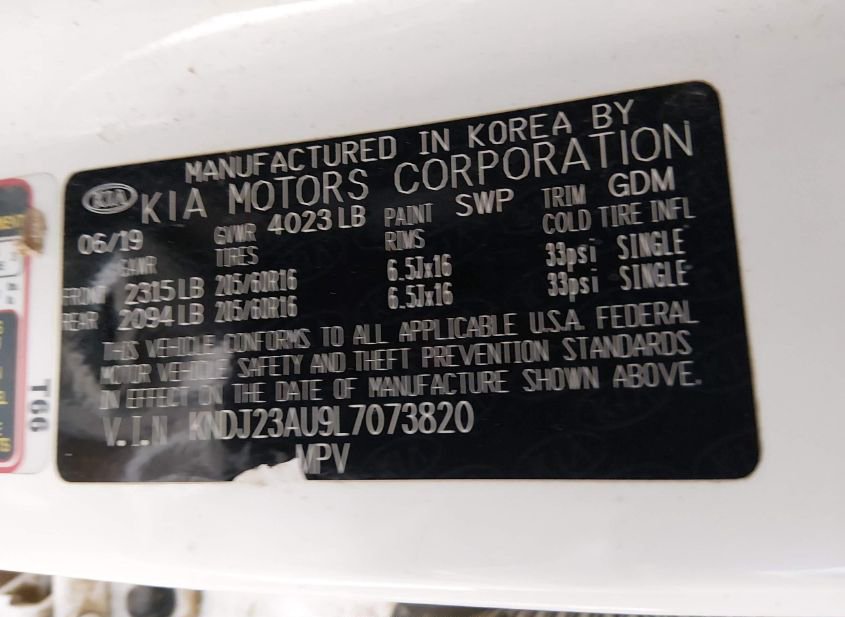 MANUFACTURED IN KOREA BY
KIA KIA MOTORS CORPORATION
06/19 GVWR 4023 LB PAINT SWP TRIM GDM
GAWR TIRES RIMS COLD TIRE INFL
FRONT 2315 LB 205/60R16 6.5Jx16 33psi SINGLE
REAR 2094 LB 205/60R16 6.5Jx16 33psi SINGLE
THIS VEHICLE CONFORMS TO ALL APPLICABLE U.S.A. FEDERAL
MOTOR VEHICLE SAFETY AND THEFT PREVENTION STANDARDS
IN EFFECT ON THE DATE OF MANUFACTURE SHOWN ABOVE.
V.I.N KNDJ23AU9L7073820
MPV
T66